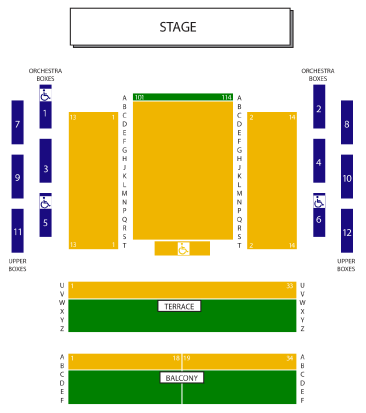 STAGE
ORCHESTRA
BOXES
ORCHESTRA
BOXES
1
3
5
7
9
11
UPPER
BOXES
2
4
6
8
10
12
UPPER
BOXES
A 101 114 A
B B
C 13 1 2 14 C
D D
E E
F F
G G
H H
J J
K K
L L
M M
N N
P P
Q Q
R R
S S
T 13 1 2 14 T
U 1 33 U
V V
W W
X TERRACE X
Y Y
Z Z
A 1 18 19 34 A
B B
C BALCONY C
D D
E E
F F